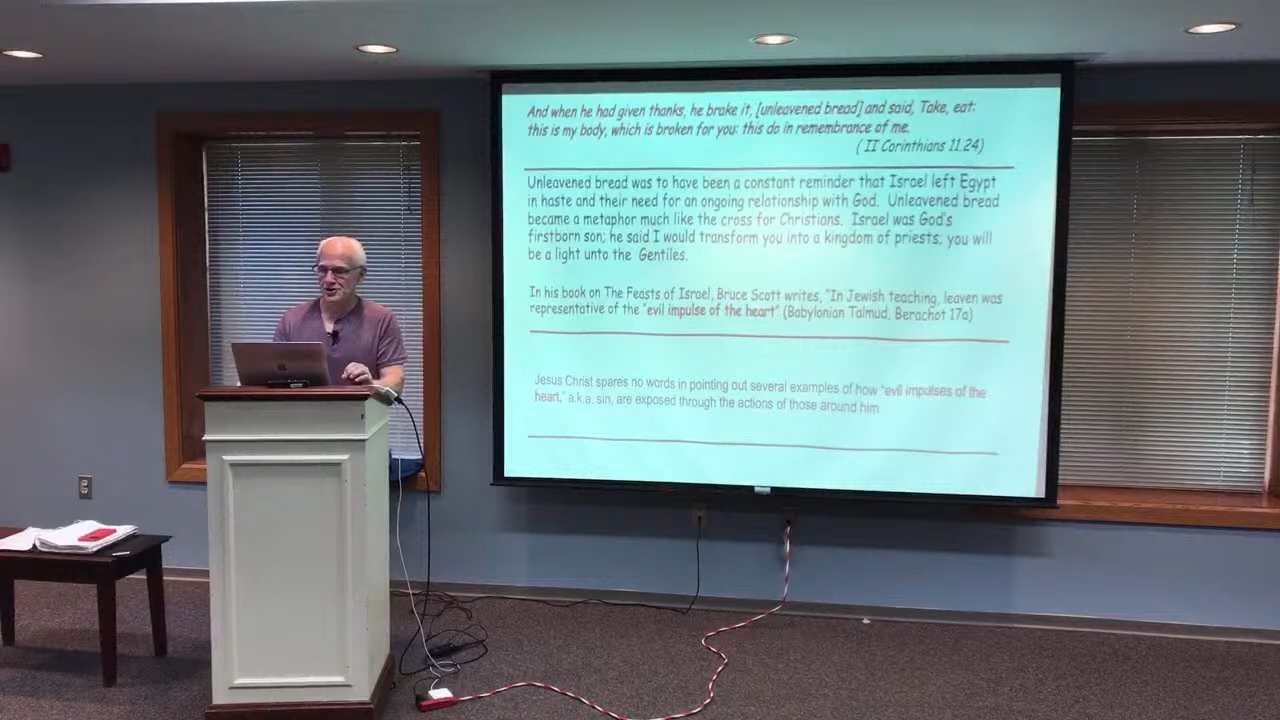 And when he had given thanks, he brake it, [unleavened bread] and said, Take, eat:
this is my body, which is broken for you: this do in remembrance of me.
( II Corinthians 11.24)
Unleavened bread was to have been a constant reminder that Israel left Egypt
in haste and their need for an ongoing relationship with God. Unleavened bread
became a metaphor much like the cross for Christians. Israel was God's
firstborn son; he said I would transform you into a kingdom of priests, you will
be a light unto the Gentiles.
In his book on The Feasts of Israel, Bruce Scott writes, "In Jewish teaching, leaven was
representative of the "evil impulse of the heart" (Babylonian Talmud, Berachot 17a)
Jesus Christ spares no words in pointing out several examples of how "evil impulses of the
heart," a.k.a. sin, are exposed through the actions of those around him